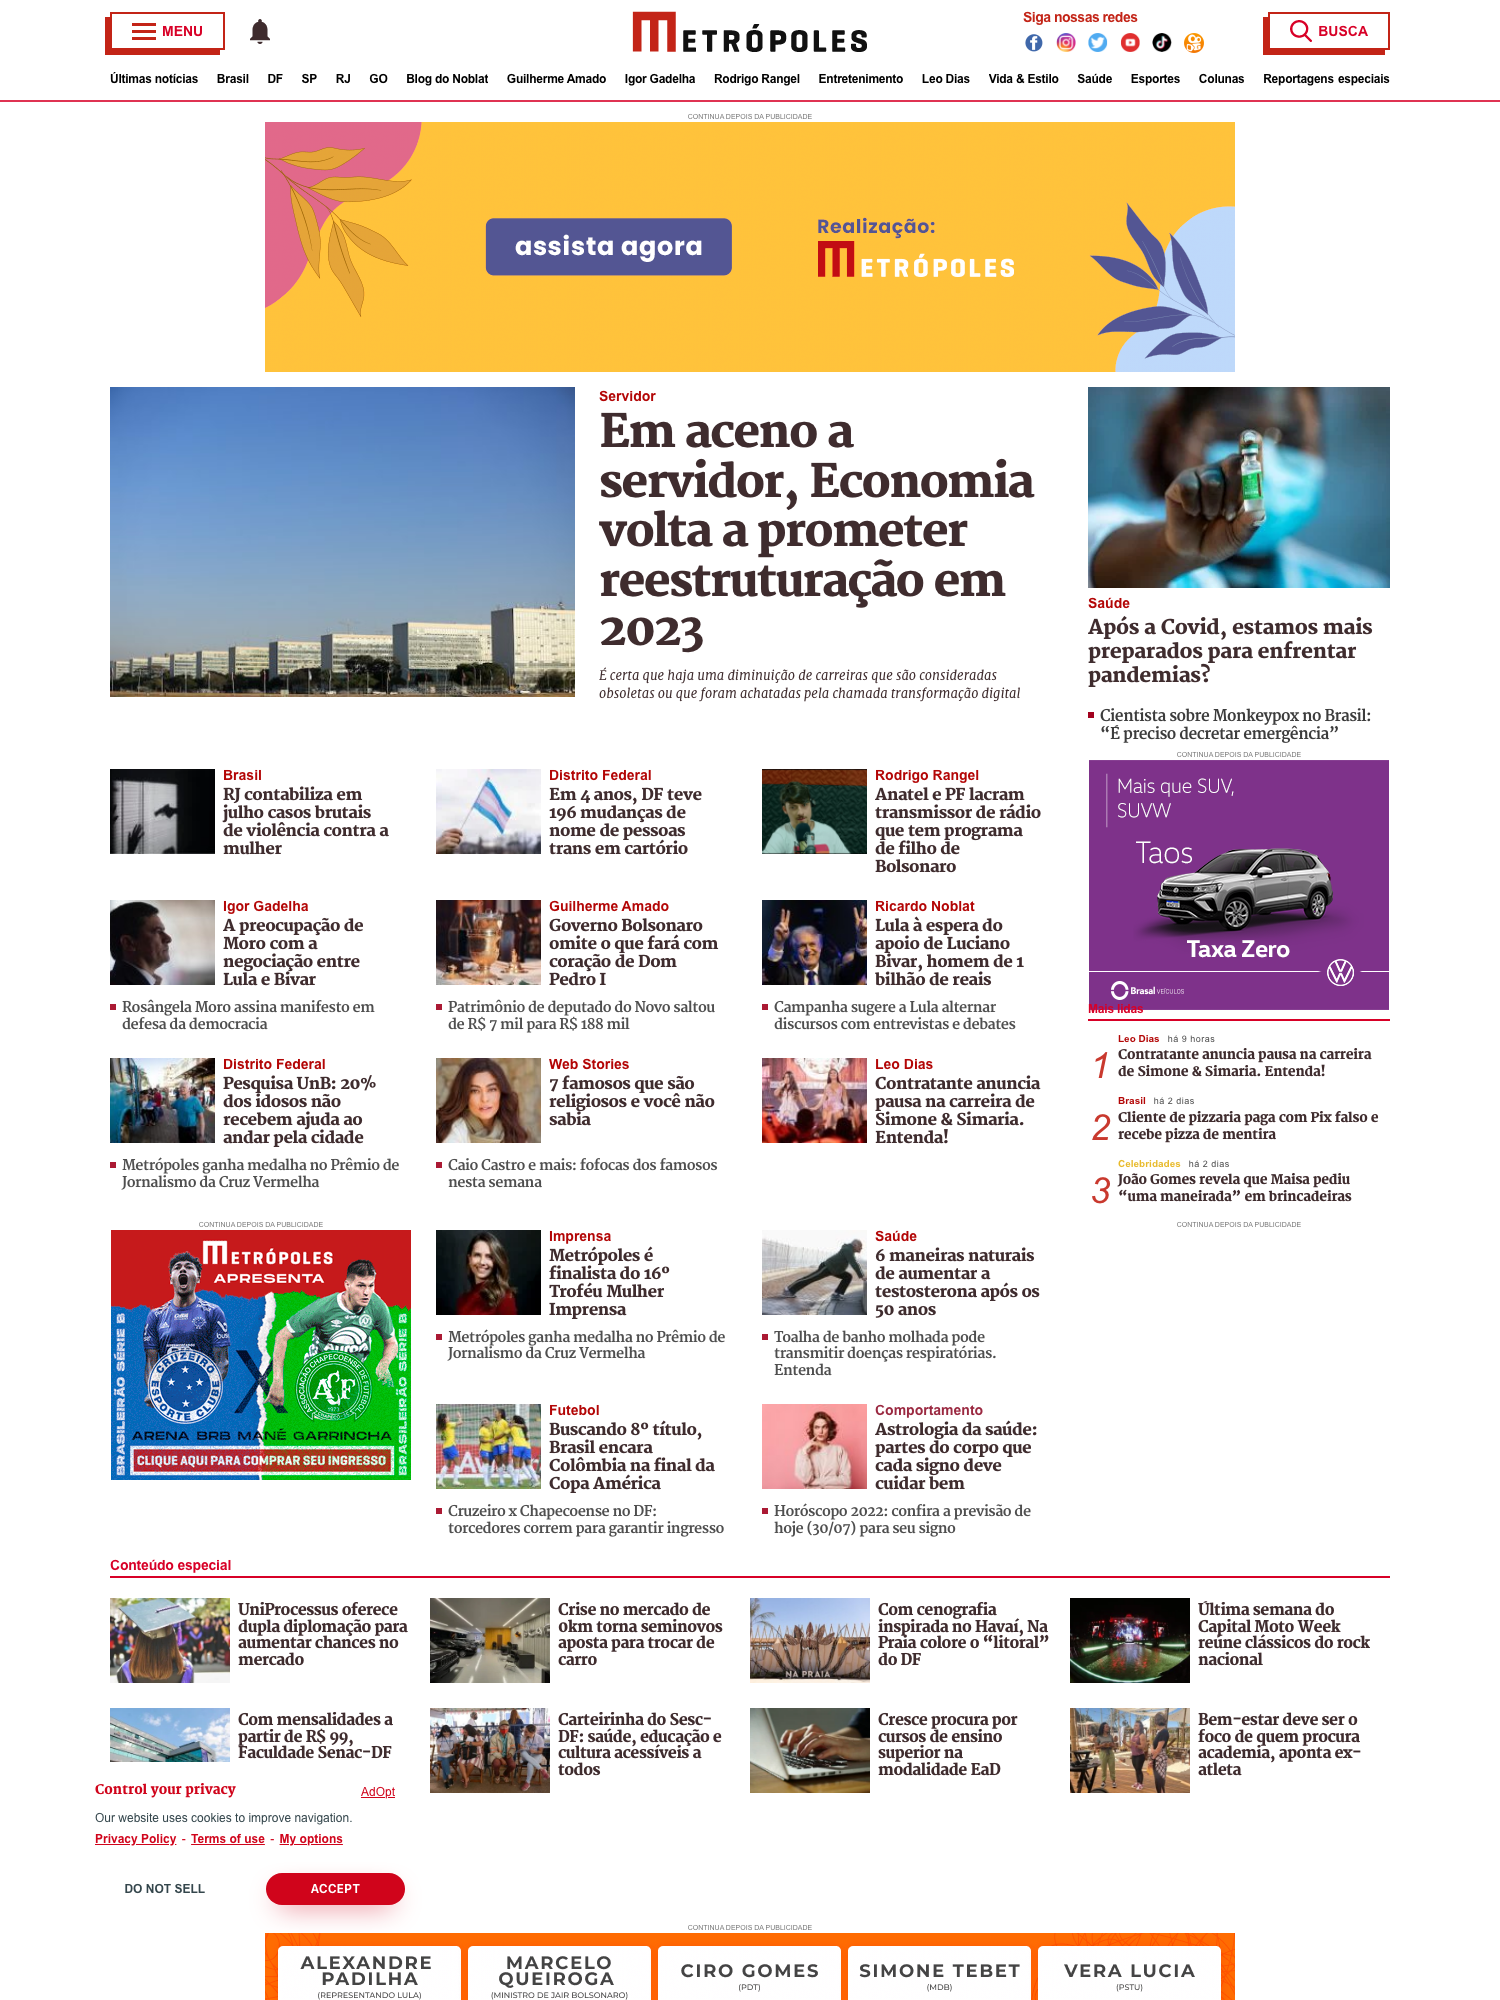 MENU
METRÓPOLES
Siga nossas redes
BUSCA
Últimas notícias Brasil DF SP RJ GO Blog do Noblat Guilherme Amado Igor Gadelha Rodrigo Rangel Entretenimento Leo Dias Vida & Estilo Saúde Esportes Colunas Reportagens especiais
CONTINUA DEPOIS DA PUBLICIDADE
assista agora
Realização:
METRÓPOLES
Servidor
Em aceno a
servidor, Economia
volta a prometer
reestruturação em
2023
É certo que haja uma diminuição de carreiras que são consideradas
obsoletas ou que foram achatadas pela chamada transformação digital
Saúde
Após a Covid, estamos mais
preparados para enfrentar
pandemias?
Cientista sobre Monkeypox no Brasil:
“É preciso decretar emergência”
CONTINUA DEPOIS DA PUBLICIDADE
Mais que SUV,
SUVW
Taos
Taxa Zero
Brasal VEÍCULOS
Brasil
RJ contabiliza em
julho casos brutais
de violência contra a
mulher
Distrito Federal
Em 4 anos, DF teve
196 mudanças de
nome de pessoas
trans em cartório
Rodrigo Rangel
Anatel e PF lacram
transmissor de rádio
que tem programa
de filho de
Bolsonaro
Igor Gadelha
A preocupação de
Moro com a
negociação entre
Lula e Bivar
Rosângela Moro assina manifesto em
defesa da democracia
Guilherme Amado
Governo Bolsonaro
omite o que fará com
coração de Dom
Pedro I
Patrimônio de deputado do Novo saltou
de R$ 7 mil para R$ 188 mil
Ricardo Noblat
Lula à espera do
apoio de Luciano
Bivar, homem de 1
bilhão de reais
Campanha sugere a Lula alternar
discursos com entrevistas e debates
Mais lidas
1
Leo Dias há 9 horas
Contratante anuncia pausa na carreira
de Simone & Simaria. Entenda!
2
Brasil há 2 dias
Cliente de pizzaria paga com Pix falso e
recebe pizza de mentira
3
Celebridades há 2 dias
João Gomes revela que Maisa pediu
“uma maneirada” em brincadeiras
CONTINUA DEPOIS DA PUBLICIDADE
Distrito Federal
Pesquisa UnB: 20%
dos idosos não
recebem ajuda ao
andar pela cidade
Metrópoles ganha medalha no Prêmio de
Jornalismo da Cruz Vermelha
Web Stories
7 famosos que são
religiosos e você não
sabia
Caio Castro e mais: fofocas dos famosos
nesta semana
Leo Dias
Contratante anuncia
pausa na carreira de
Simone & Simaria.
Entenda!
CONTINUA DEPOIS DA PUBLICIDADE
METRÓPOLES
APRESENTA
BRASILEIRÃO SÉRIE B
CRUZEIRO
ESPORTE CLUBE
X
ASSOCIAÇÃO CHAPECOENSE DE FUTEBOL
ACF
BRASILEIRÃO SÉRIE B
ARENA BRB MANÉ GARRINCHA
CLIQUE AQUI PARA COMPRAR SEU INGRESSO
Imprensa
Metrópoles é
finalista do 16º
Troféu Mulher
Imprensa
Metrópoles ganha medalha no Prêmio de
Jornalismo da Cruz Vermelha
Saúde
6 maneiras naturais
de aumentar a
testosterona após os
50 anos
Toalha de banho molhada pode
transmitir doenças respiratórias.
Entenda
Futebol
Buscando 8º título,
Brasil encara
Colômbia na final da
Copa América
Cruzeiro x Chapecoense no DF:
torcedores correm para garantir ingresso
Comportamento
Astrologia da saúde:
partes do corpo que
cada signo deve
cuidar bem
Horóscopo 2022: confira a previsão de
hoje (30/07) para seu signo
Conteúdo especial
UniProcessus oferece
dupla diplomação para
aumentar chances no
mercado
Crise no mercado de
0km torna seminovos
aposta para trocar de
carro
NA PRAIA
Com cenografia
inspirada no Havaí, Na
Praia colore o “litoral”
do DF
Última semana do
Capital Moto Week
reúne clássicos do rock
nacional
Com mensalidades a
partir de R$ 99,
Faculdade Senac-DF
Carteirinha do Sesc-
DF: saúde, educação e
cultura acessíveis a
todos
Cresce procura por
cursos de ensino
superior na
modalidade EaD
Bem-estar deve ser o
foco de quem procura
academia, aponta ex-
atleta
Control your privacy
AdOpt
Our website uses cookies to improve navigation.
Privacy Policy - Terms of use - My options
DO NOT SELL
ACCEPT
CONTINUA DEPOIS DA PUBLICIDADE
ALEXANDRE
PADILHA
(REPRESENTANDO LULA)
MARCELO
QUEIROGA
(MINISTRO DE JAIR BOLSONARO)
CIRO GOMES
(PDT)
SIMONE TEBET
(MDB)
VERA LUCIA
(PSTU)